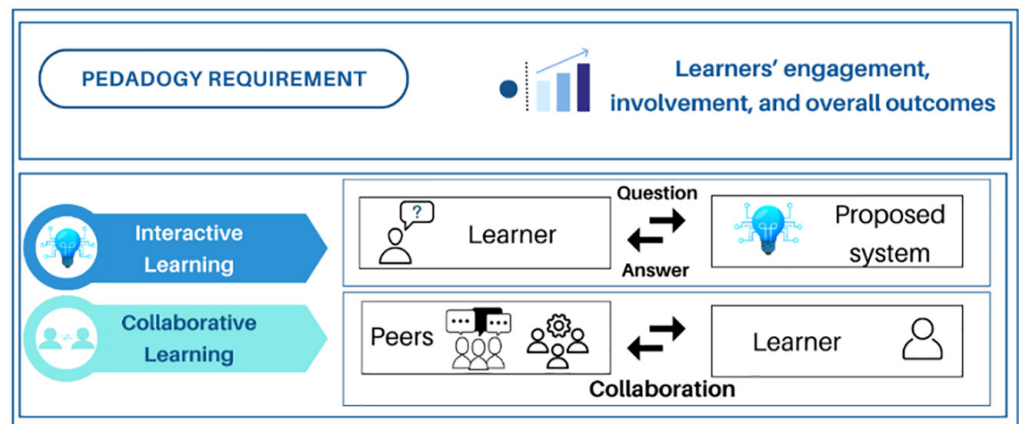 PEDADOGY REQUIREMENT
Learners' engagement,
involvement, and overall outcomes
Interactive
Learning
?
Learner
Question
Answer
Proposed
system
Collaborative
Learning
Peers
Collaboration
Learner